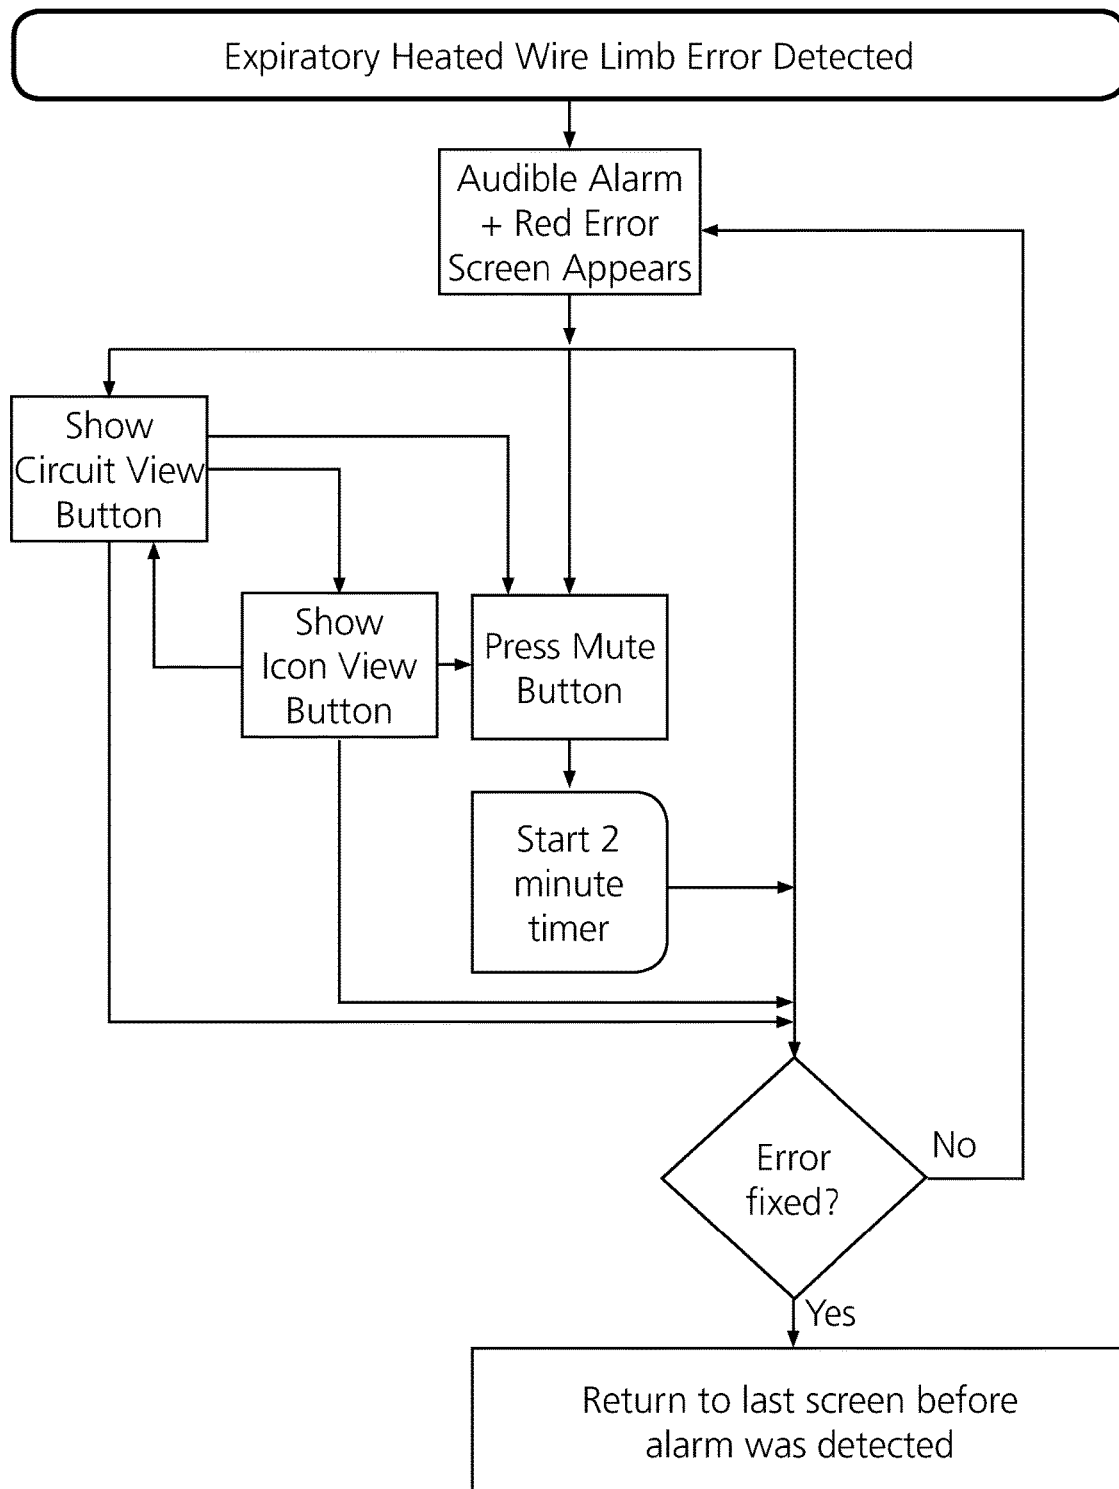 Expiratory Heated Wire Limb Error Detected
Audible Alarm
+ Red Error
Screen Appears
Show
Circuit View
Button
Show
Icon View
Button
Press Mute
Button
Start 2
minute
timer
Error
fixed?
No
Yes
Return to last screen before
alarm was detected